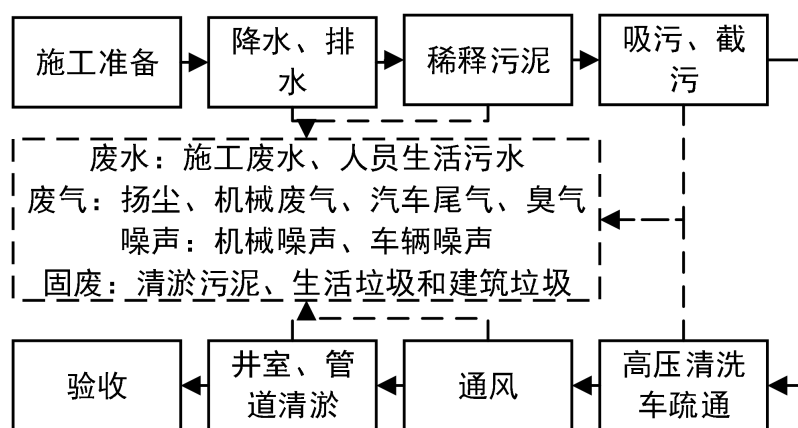 施工准备
降水、排
水
稀释污泥
吸污、截
污
废水：施工废水、人员生活污水
废气：扬尘、机械废气、汽车尾气、臭气
噪声：机械噪声、车辆噪声
固废：清淤污泥、生活垃圾和建筑垃圾
验收
井室、管
道清淤
通风
高压清洗
车疏通